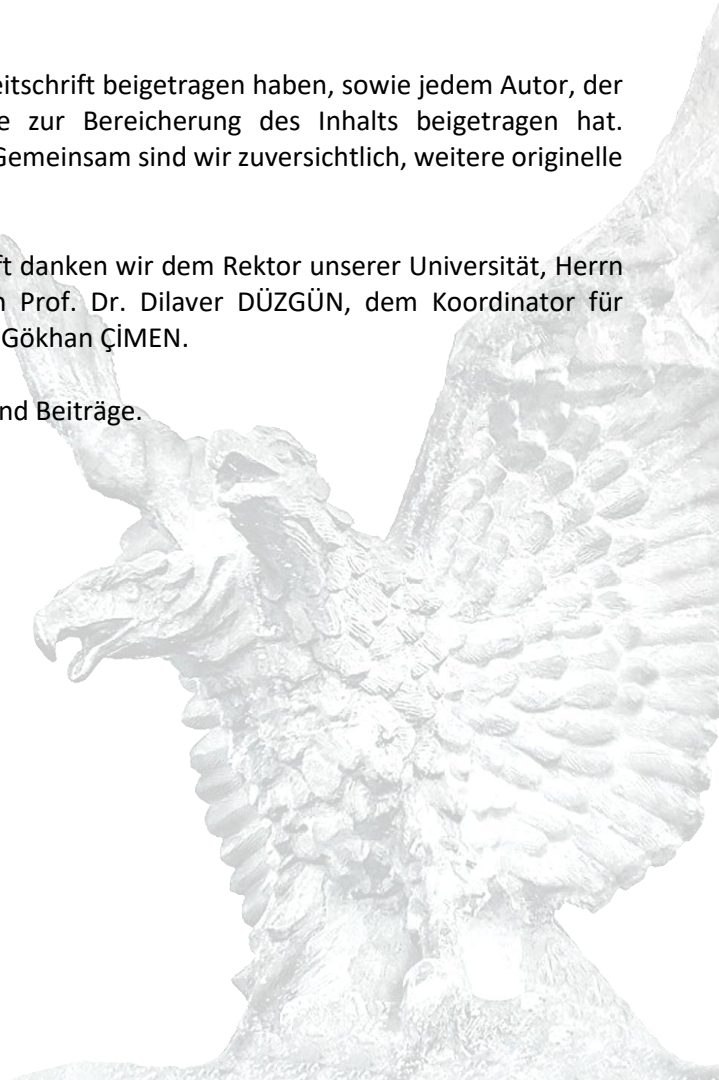 eitschrift beigetragen haben, sowie jedem Autor, der
e zur Bereicherung des Inhalts beigetragen hat.
Gemeinsam sind wir zuversichtlich, weitere originelle
ft danken wir dem Rektor unserer Universität, Herrn
n Prof. Dr. Dilaver DÜZGÜN, dem Koordinator für
Gökhan ÇİMEN.
nd Beiträge.